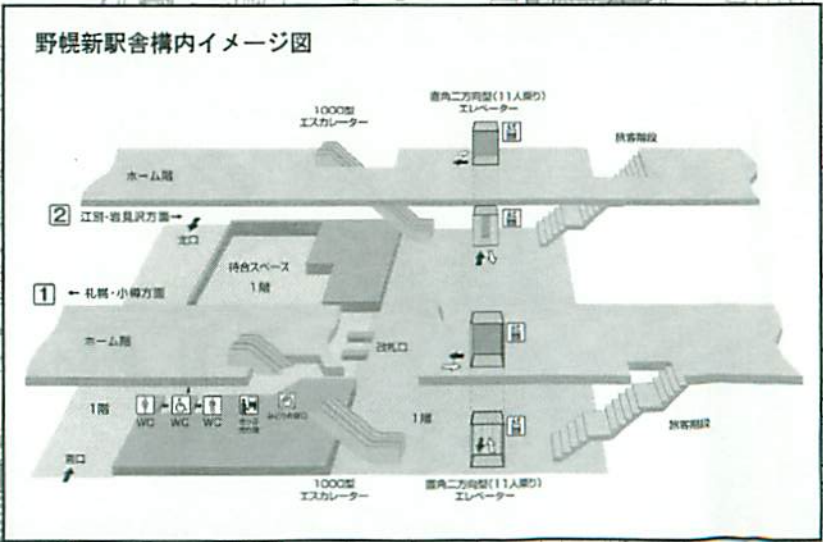 野幌新駅舎構内イメージ図
直角二方向型(11人乗り)
エレベーター
1000型
エスカレーター
旅客階段
ホーム階
2 江別・岩見沢方面→
北口
待合スペース
1階
1 ←札幌・小樽方面
ホーム階
改札口
1階
WC
WC
WC
みどりの窓口
1階
旅客階段
南口
1000型
エスカレーター
直角二方向型(11人乗り)
エレベーター